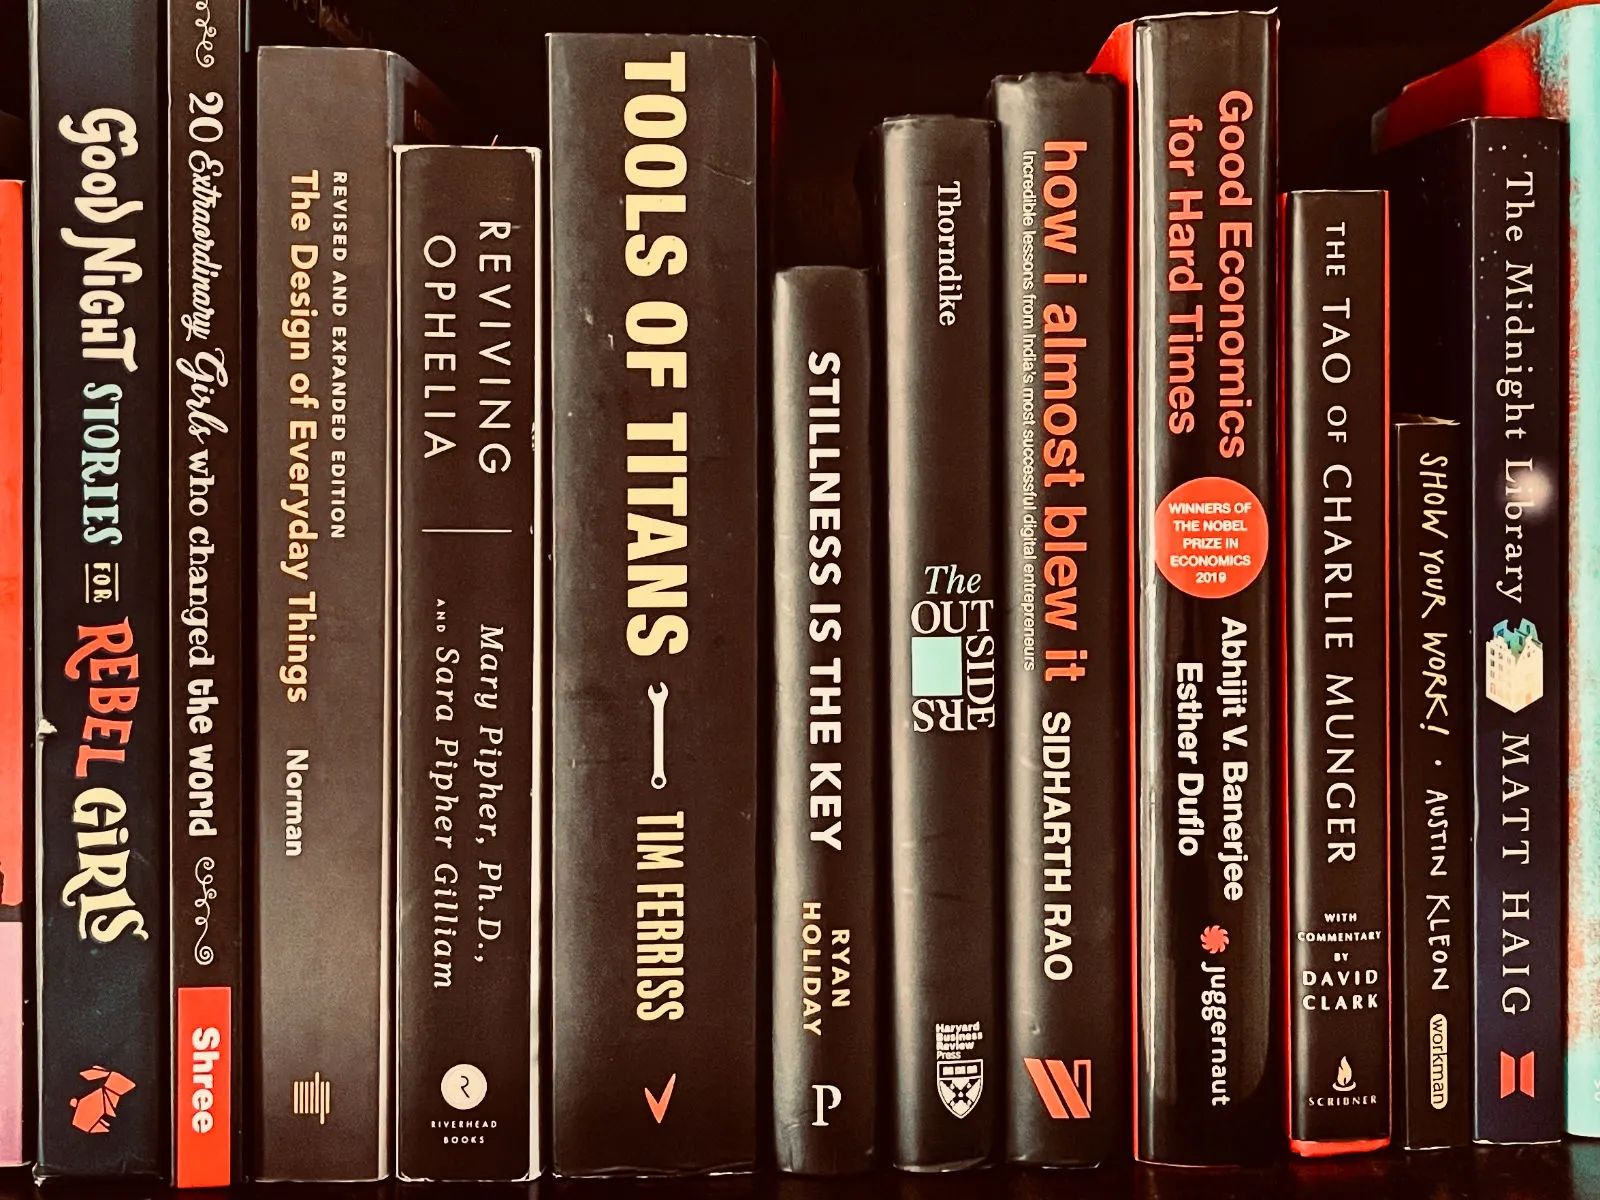 GOOD NIGHT STORIES FOR REBEL GIRLS
20 Extraordinary Girls who changed the world
Shree
REVISED AND EXPANDED EDITION
The Design of Everyday Things
Norman
REVIVING
OPHELIA
Mary Pipher, Ph.D.,
AND Sara Pipher Gilliam
R
RIVERHEAD
BOOKS
TOOLS OF TITANS
TIM FERRISS
STILLNESS IS THE KEY
RYAN
HOLIDAY
P
Thorndike
The
OUT
SIDE
RS
Harvard
Business
Review
Press
how i almost blew it
Incredible lessons from India's most successful digital entrepreneurs
SIDHARTH RAO
Good Economics
for Hard Times
WINNERS OF
THE NOBEL
PRIZE IN
ECONOMICS
2019
Abhijit V. Banerjee
Esther Duflo
juggernaut
THE TAO OF CHARLIE MUNGER
WITH
COMMENTARY
BY
DAVID
CLARK
SCRIBNER
SHOW YOUR WORK! · AUSTIN KLEON
workman
The Midnight Library
MATT HAIG